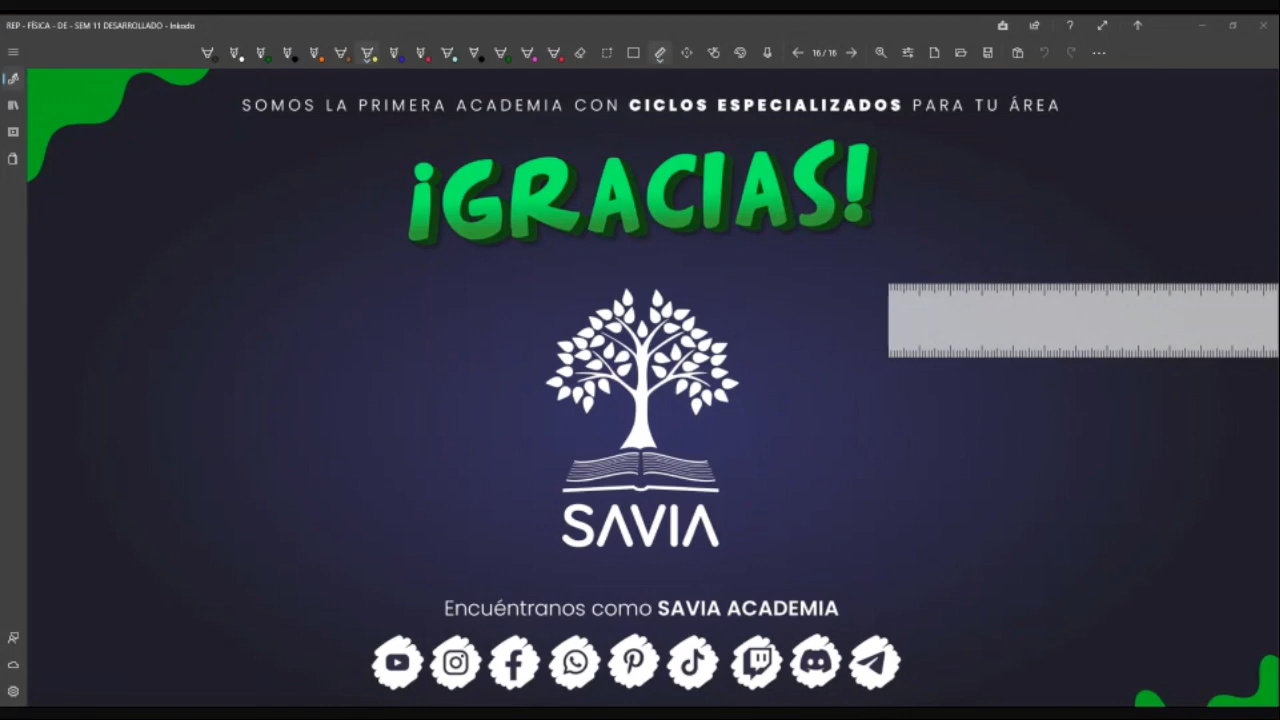 REP - FÍSICA - DE - SEM 11 DESARROLLADO - Inkodo
16 / 16
SOMOS LA PRIMERA ACADEMIA CON CICLOS ESPECIALIZADOS PARA TU ÁREA
¡GRACIAS!
SAVIA
Encuéntranos como SAVIA ACADEMIA